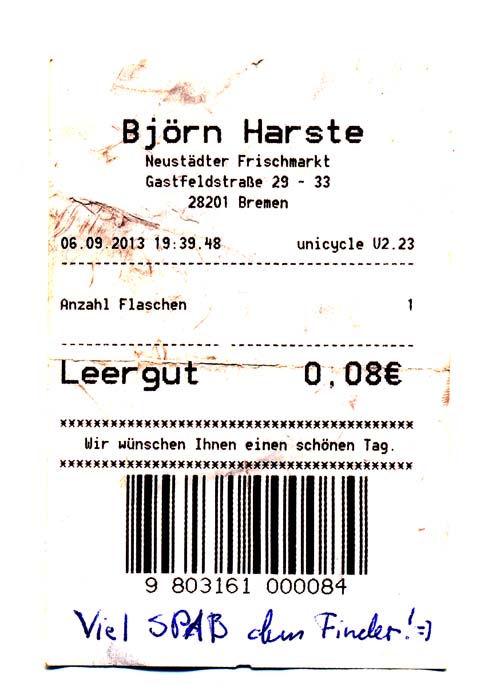 Björn Harste
Neustädter Frischmarkt
Gastfeldstraße 29 - 33
28201 Bremen
06.09.2013 19:39.48 unicycle V2.23
Anzahl Flaschen 1
Leergut 0,08€
Wir wünschen Ihnen einen schönen Tag.
9 803161 000084
Viel SPAß dem Finder! =)